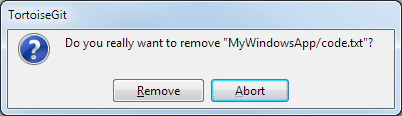 TortoiseGit
Do you really want to remove "MyWindowsApp/code.txt"?
Remove Abort